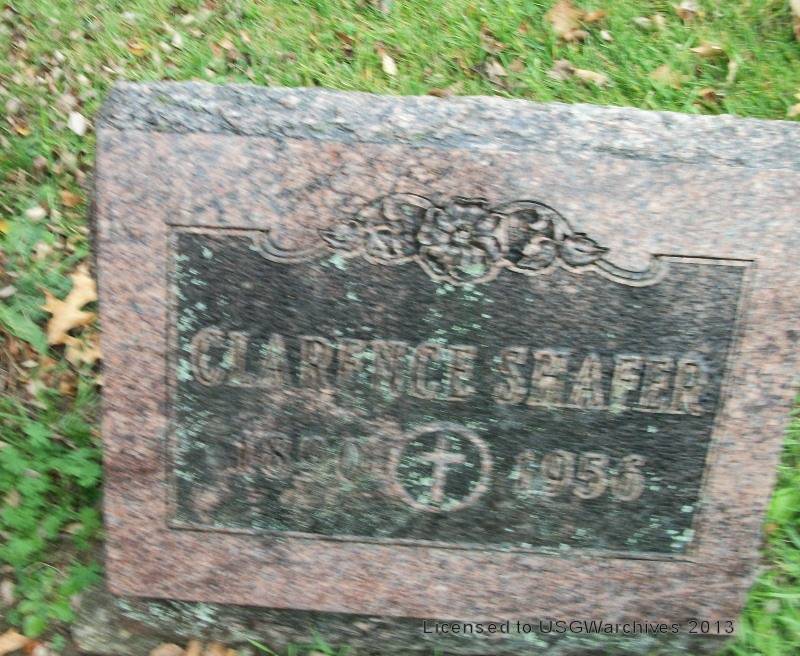 CLARENCE SHAFER
1956
Licensed to USGWarchives 2013